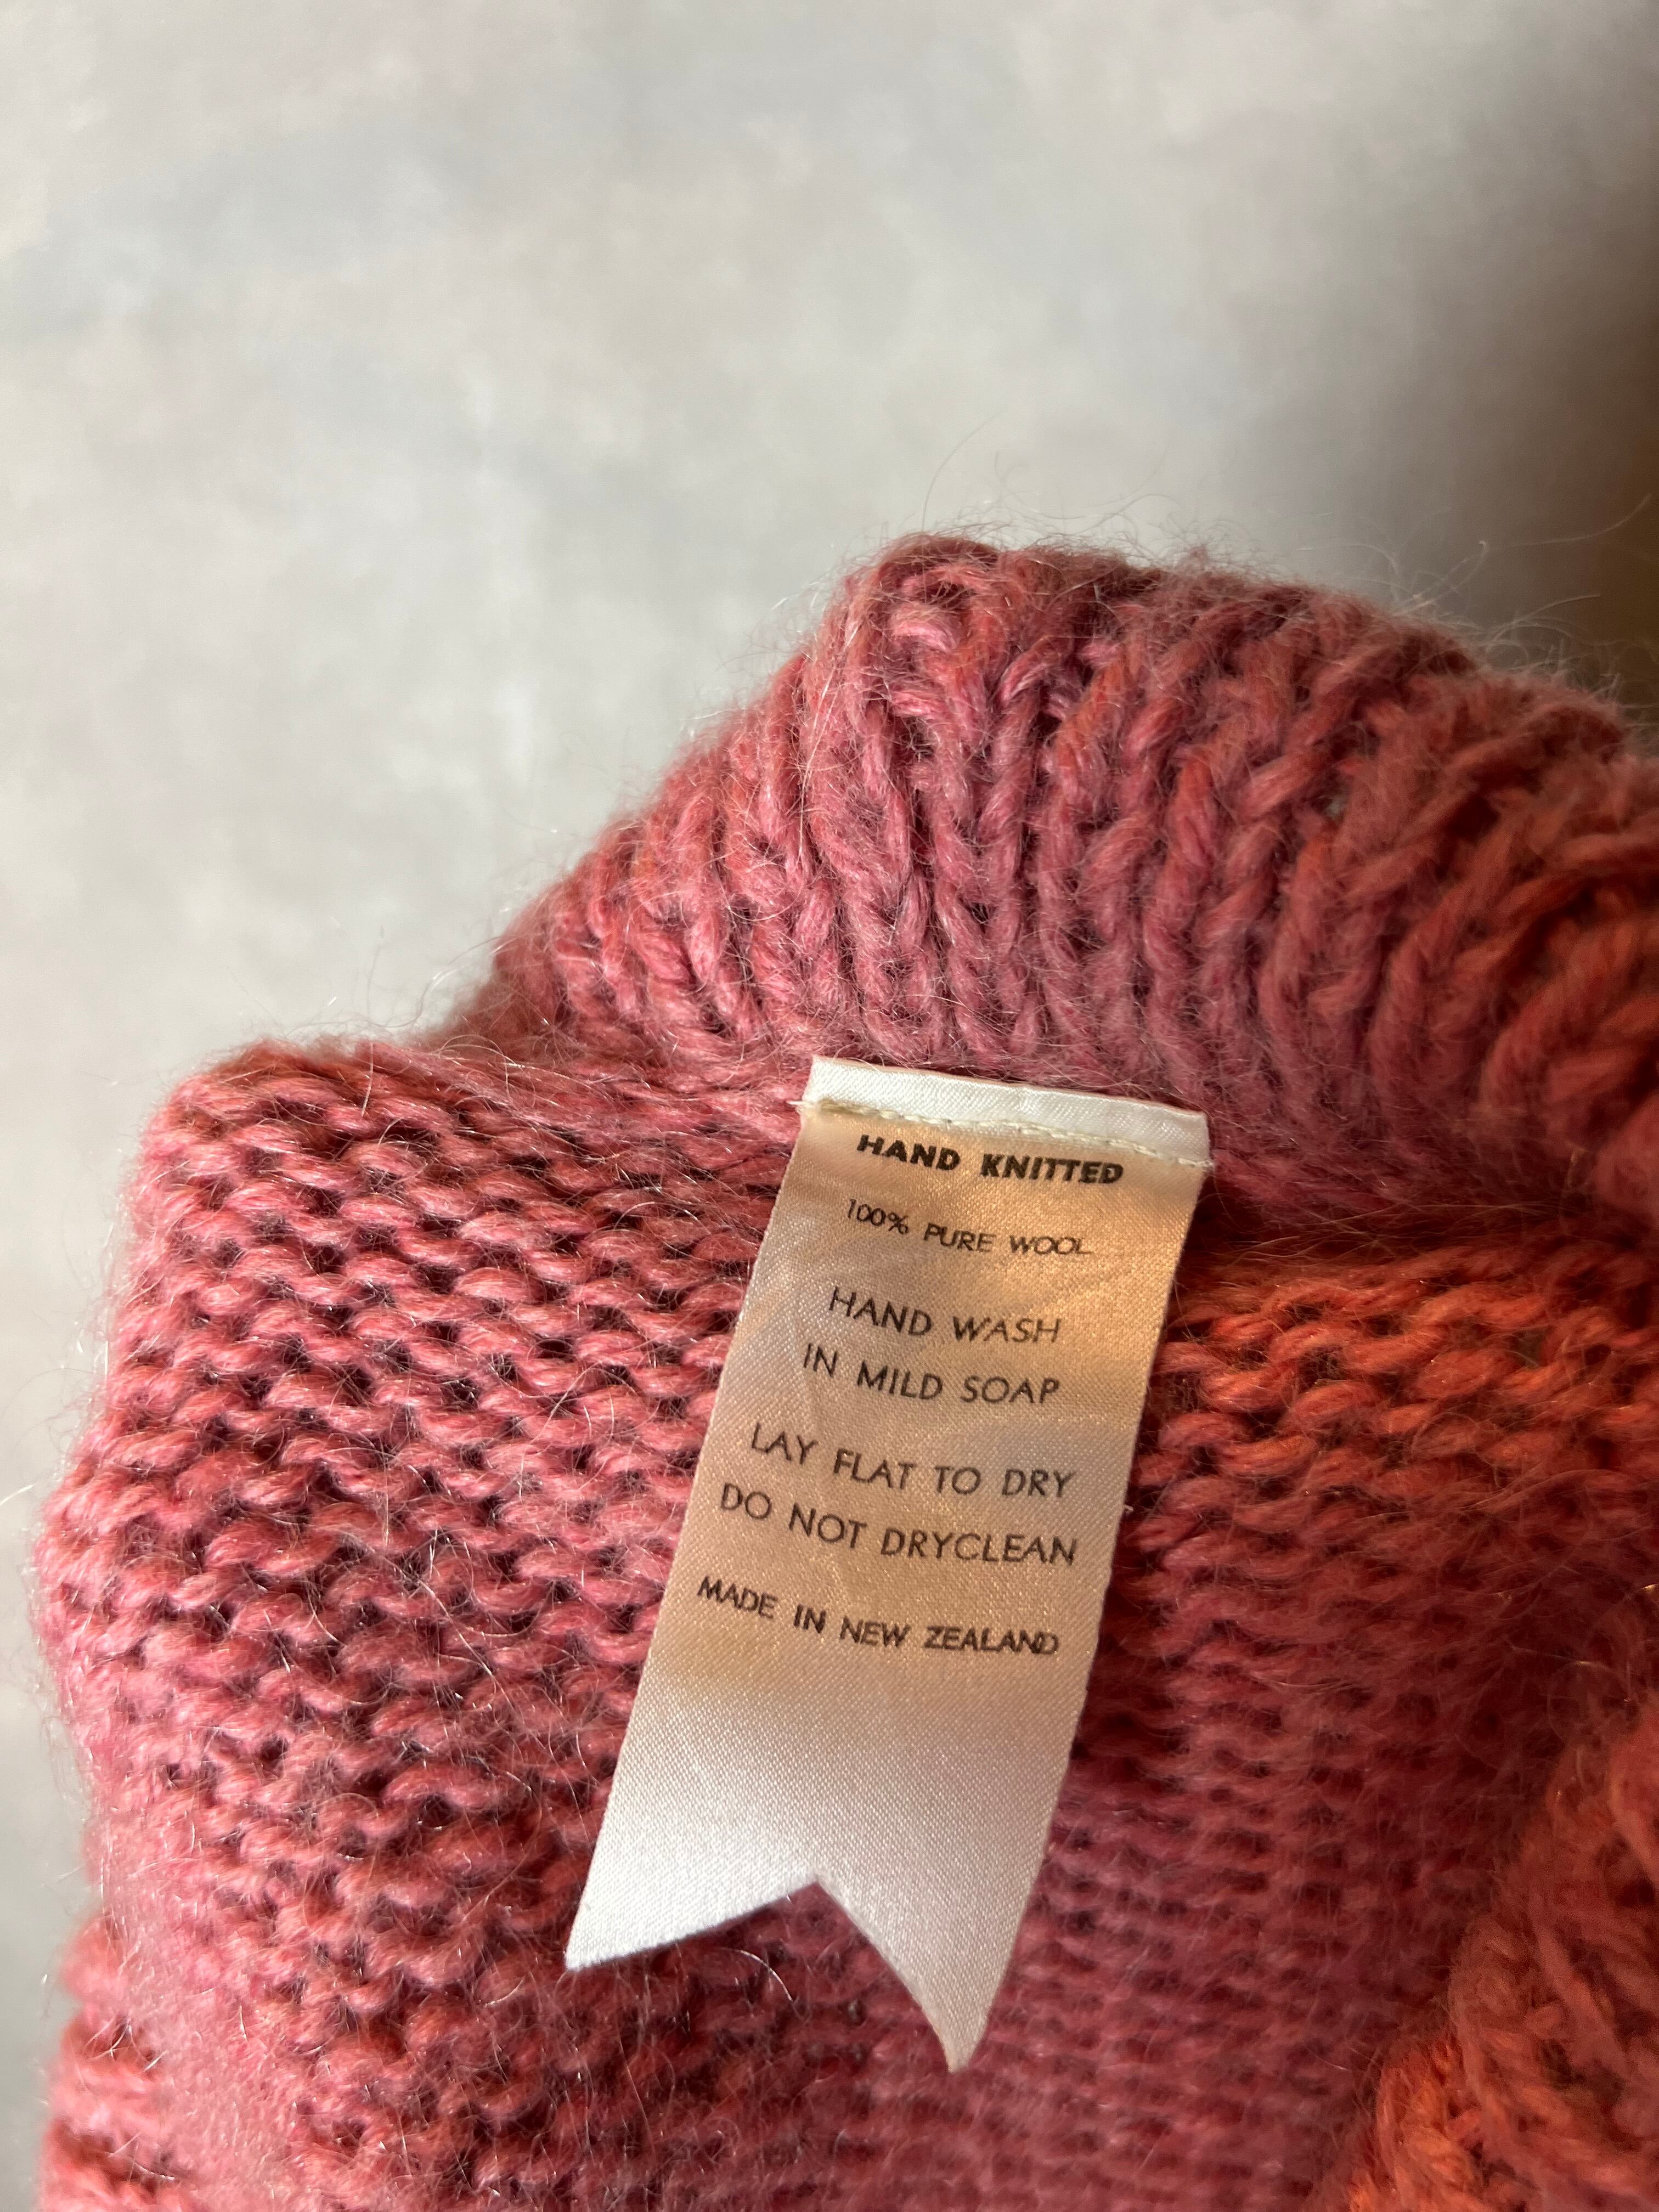 HAND KNITTED
100% PURE WOOL
HAND WASH
IN MILD SOAP
LAY FLAT TO DRY
DO NOT DRYCLEAN
MADE IN NEW ZEALAND